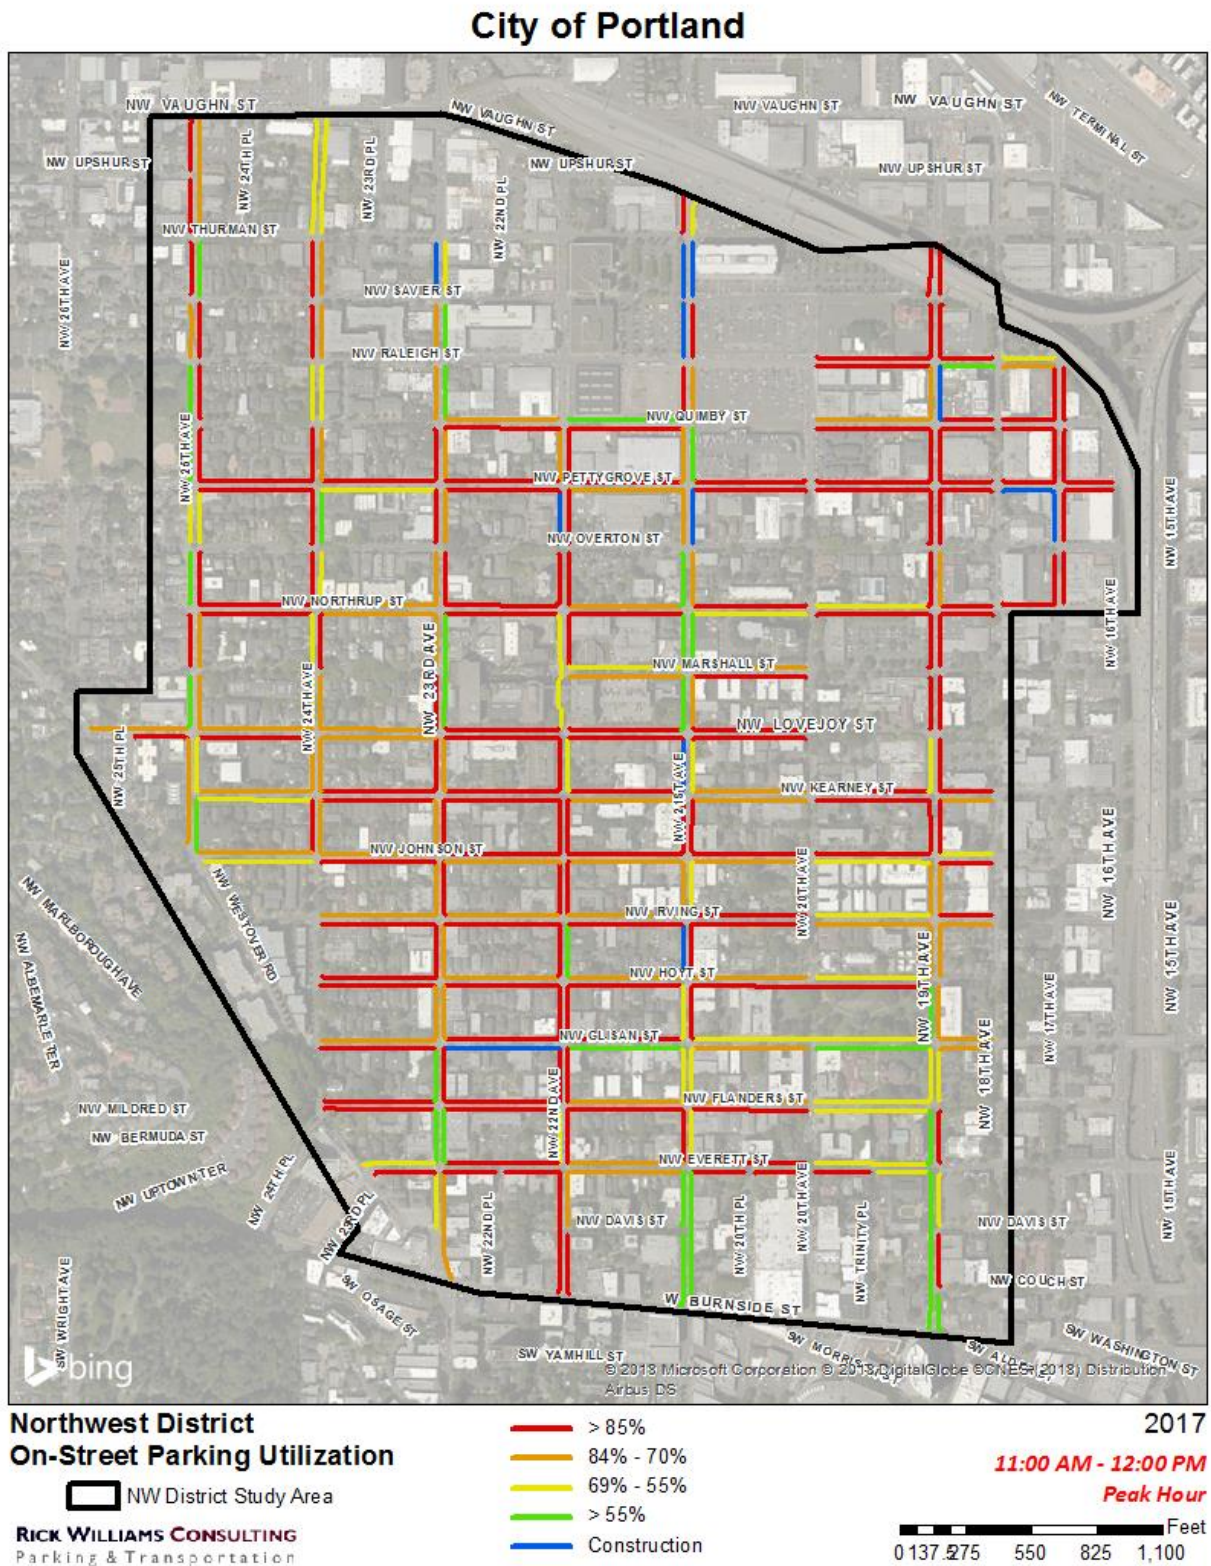 City of Portland
NW VAUGHN ST
NW VAUGHN ST
NW VAUGHN ST
NW VAUGHN ST
NW TERMINAL ST
NW UPSHUR ST
NW 24TH PL
NW 23RD PL
NW 22ND PL
NW UPSHUR ST
NW UPSHUR ST
NW THURMAN ST
NW 26TH AVE
NW SAVIER ST
NW RALEIGH ST
NW 25TH AVE
NW QUIMBY ST
NW PETTYGROVE ST
NW OVERTON ST
NW 15TH AVE
NW NORTHRUP ST
NW 16TH AVE
NW 24TH AVE
NW 23RD AVE
NW MARSHALL ST
NW LOVEJOY ST
NW 25TH PL
NW 21ST AVE
NW KEARNEY ST
NW JOHNSON ST
NW 20TH AVE
NW 16TH AVE
NW MARLBOROUGH AVE
NW WESTOVER RD
NW IRVING ST
NW ALBEMARLE TER
NW HOYT ST
NW 19TH AVE
NW 15TH AVE
NW GLISAN ST
NW 18TH AVE
NW 17TH AVE
NW 22ND AVE
NW FLANDERS ST
NW MILDRED ST
NW BERMUDA ST
NW UPTOWN TER
NW 24TH PL
NW EVERETT ST
NW 23RD PL
NW 22ND PL
NW DAVIS ST
NW 20TH PL
NW 20TH AVE
NW TRINITY PL
NW DAVIS ST
NW 15TH AVE
NW COUCH ST
SW WRIGHT AVE
SW OSAGE ST
W BURNSIDE ST
SW YAMHILL ST
SW WASHINGTON ST
bing
© 2018 Microsoft Corporation © 2018 DigitalGlobe ©CNES (2018) Distribution
Airbus DS
Northwest District
On-Street Parking Utilization
NW District Study Area
RICK WILLIAMS CONSULTING
Parking & Transportation
> 85%
84% - 70%
69% - 55%
> 55%
Construction
2017
11:00 AM - 12:00 PM
Peak Hour
Feet
0 137.5 275 550 825 1,100